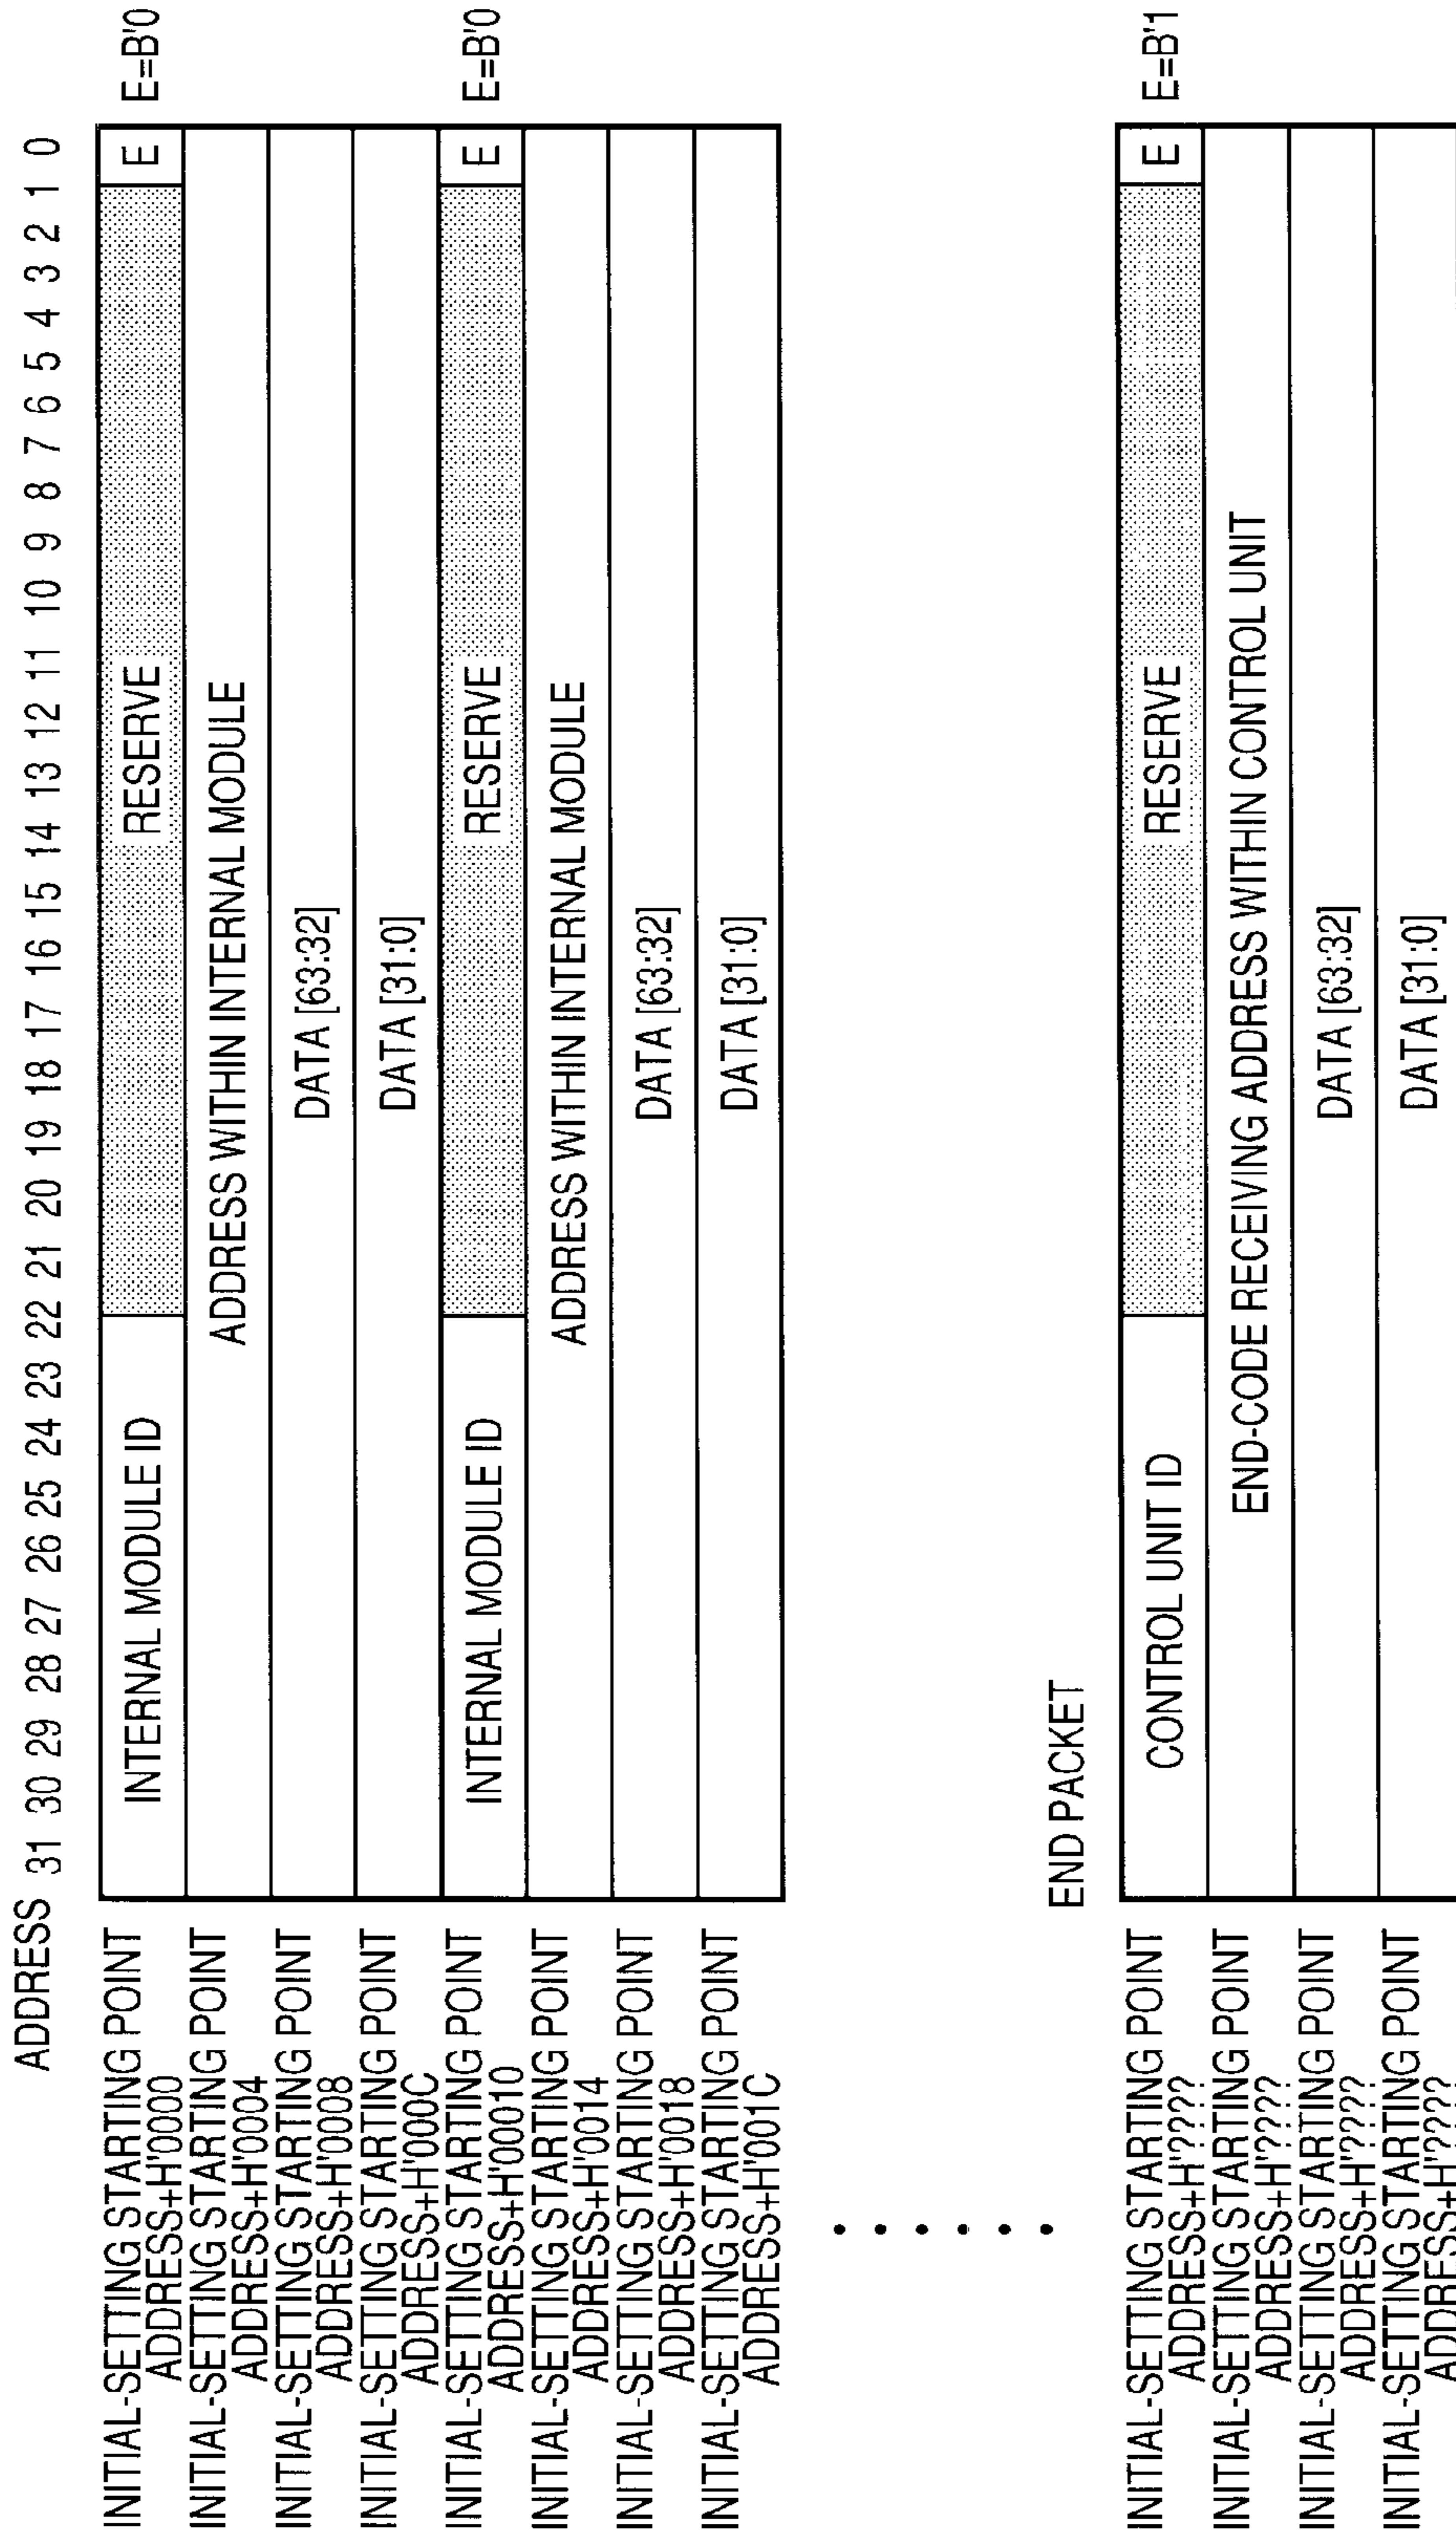 ADDRESS 31 30 29 28 27 26 25 24 23 22 21 20 19 18 17 16 15 14 13 12 11 10 9 8 7 6 5 4 3 2 1 0
INITIAL-SETTING STARTING POINT
ADDRESS+H'0000
INTERNAL MODULE ID RESERVE E E=B'0
INITIAL-SETTING STARTING POINT
ADDRESS+H'0004
ADDRESS WITHIN INTERNAL MODULE
INITIAL-SETTING STARTING POINT
ADDRESS+H'0008
DATA [63:32]
INITIAL-SETTING STARTING POINT
ADDRESS+H'000C
DATA [31:0]
INITIAL-SETTING STARTING POINT
ADDRESS+H'00010
INTERNAL MODULE ID RESERVE E E=B'0
INITIAL-SETTING STARTING POINT
ADDRESS+H'0014
ADDRESS WITHIN INTERNAL MODULE
INITIAL-SETTING STARTING POINT
ADDRESS+H'0018
DATA [63:32]
INITIAL-SETTING STARTING POINT
ADDRESS+H'001C
DATA [31:0]
END PACKET
INITIAL-SETTING STARTING POINT
ADDRESS+H'????
CONTROL UNIT ID RESERVE E E=B'1
INITIAL-SETTING STARTING POINT
ADDRESS+H'????
END-CODE RECEIVING ADDRESS WITHIN CONTROL UNIT
INITIAL-SETTING STARTING POINT
ADDRESS+H'????
DATA [63:32]
INITIAL-SETTING STARTING POINT
ADDRESS+H'????
DATA [31:0]